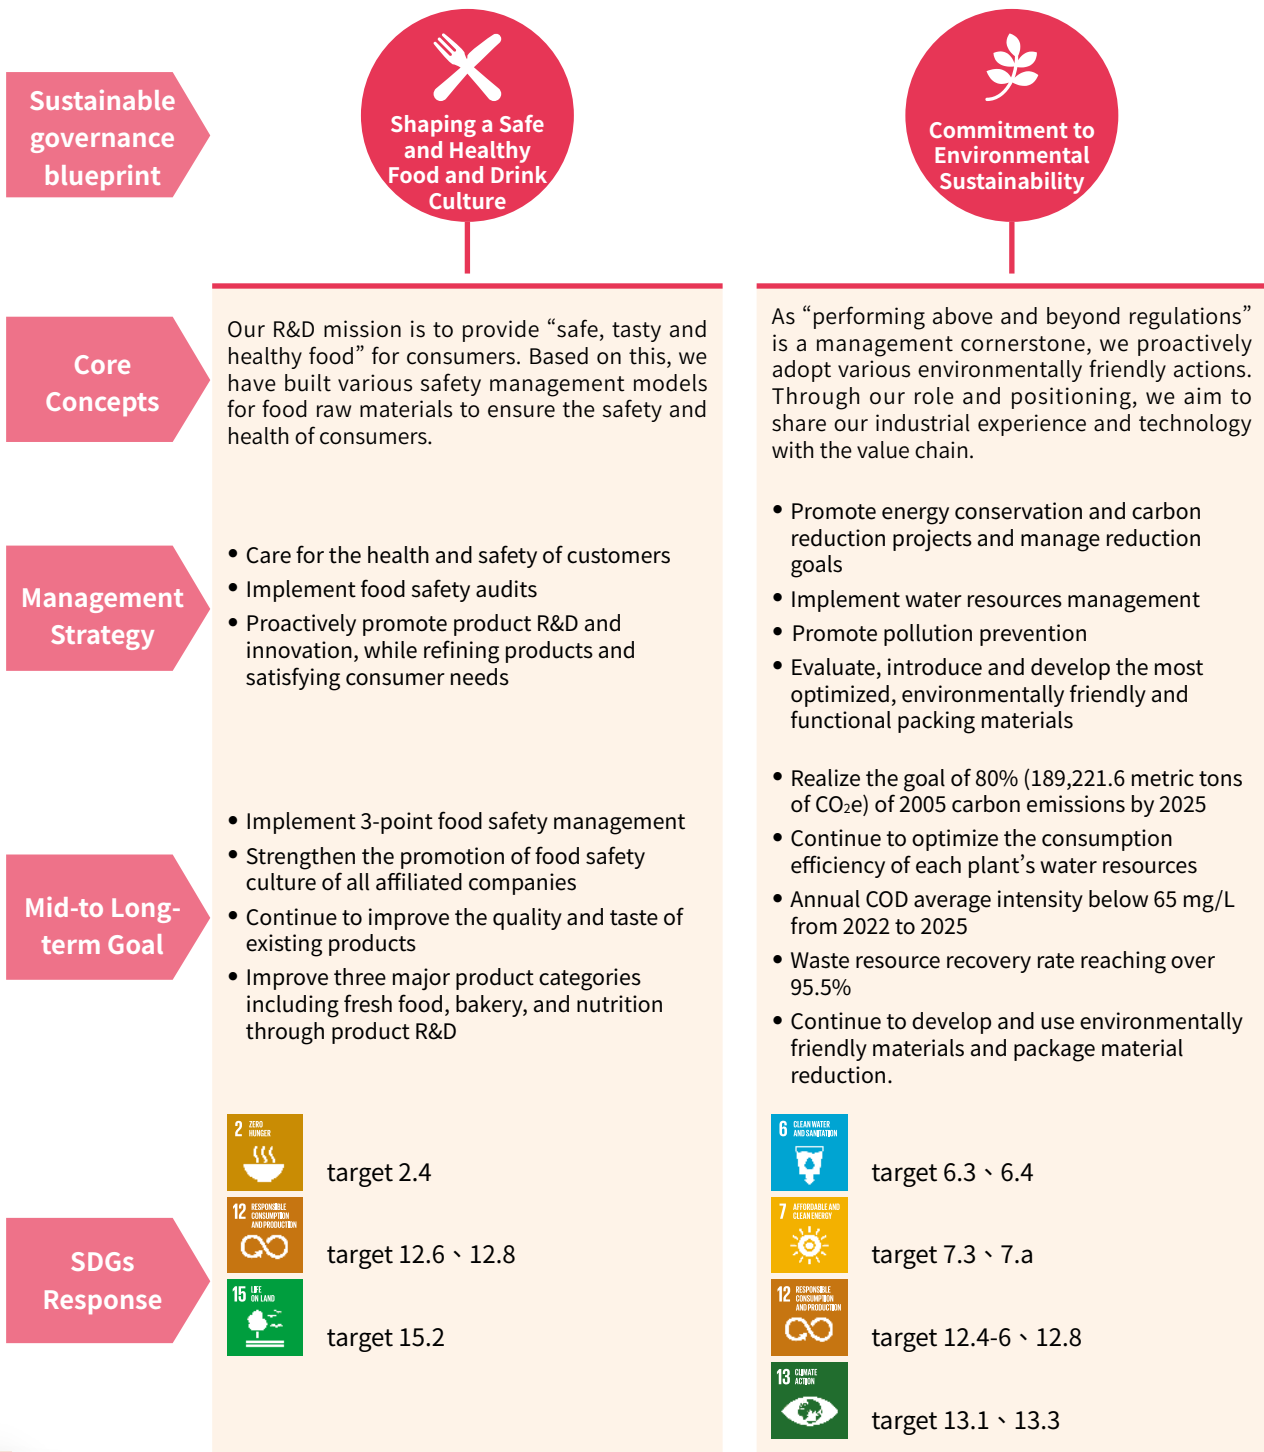 Sustainable
governance
blueprint
Shaping a Safe
and Healthy
Food and Drink
Culture
Commitment to
Environmental
Sustainability
Core
Concepts
Our R&D mission is to provide “safe, tasty and
healthy food” for consumers. Based on this, we
have built various safety management models
for food raw materials to ensure the safety and
health of consumers.
As “performing above and beyond regulations”
is a management cornerstone, we proactively
adopt various environmentally friendly actions.
Through our role and positioning, we aim to
share our industrial experience and technology
with the value chain.
Management
Strategy
• Care for the health and safety of customers
• Implement food safety audits
• Proactively promote product R&D and
innovation, while refining products and
satisfying consumer needs
• Promote energy conservation and carbon
reduction projects and manage reduction
goals
• Implement water resources management
• Promote pollution prevention
• Evaluate, introduce and develop the most
optimized, environmentally friendly and
functional packing materials
Mid-to Long-
term Goal
• Implement 3-point food safety management
• Strengthen the promotion of food safety
culture of all affiliated companies
• Continue to improve the quality and taste of
existing products
• Improve three major product categories
including fresh food, bakery, and nutrition
through product R&D
• Realize the goal of 80% (189,221.6 metric tons
of CO₂e) of 2005 carbon emissions by 2025
• Continue to optimize the consumption
efficiency of each plant’s water resources
• Annual COD average intensity below 65 mg/L
from 2022 to 2025
• Waste resource recovery rate reaching over
95.5%
• Continue to develop and use environmentally
friendly materials and package material
reduction.
SDGs
Response
2 ZERO
HUNGER
target 2.4
12 RESPONSIBLE
CONSUMPTION
AND PRODUCTION
target 12.6、12.8
15 LIFE
ON LAND
target 15.2
6 CLEAN WATER
AND SANITATION
target 6.3、6.4
7 AFFORDABLE AND
CLEAN ENERGY
target 7.3、7.a
12 RESPONSIBLE
CONSUMPTION
AND PRODUCTION
target 12.4-6、12.8
13 CLIMATE
ACTION
target 13.1、13.3